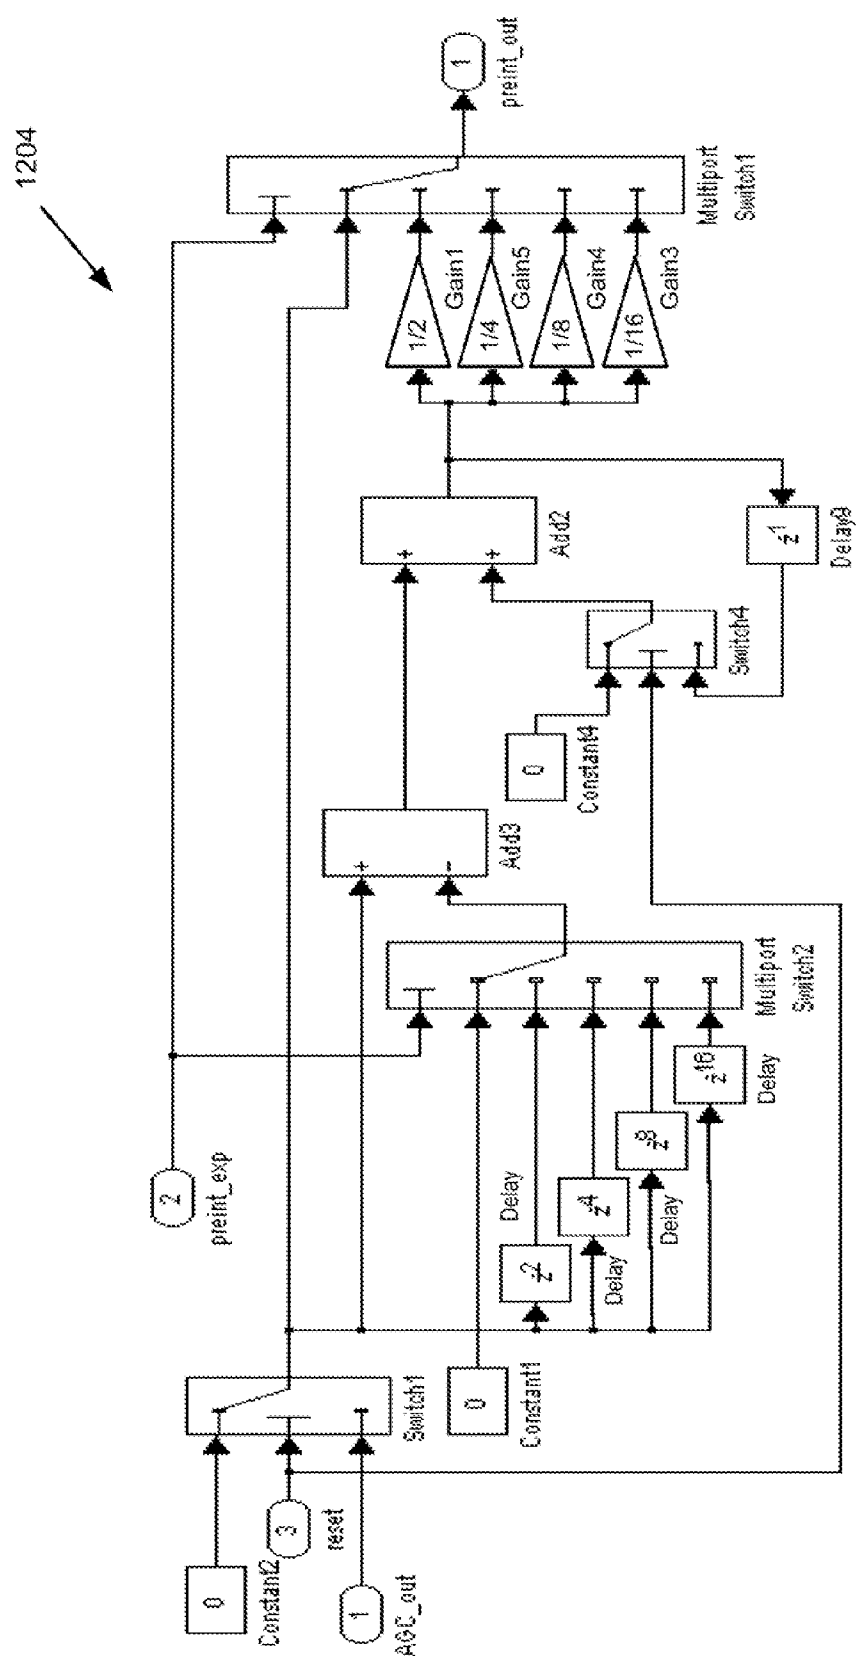 1204
1
preint_out
Multiport
Switch1
1/2
Gain1
1/4
Gain5
1/8
Gain4
1/16
Gain3
+
+
Add2
z-1
Delay9
Switch4
0
Constant4
+
-
Add3
Multiport
Switch2
2
preint_exp
z-2
Delay
z-4
Delay
z-8
Delay
z-16
Delay
Switch1
0
Constant1
0
Constant2
3
reset
1
AGC_out